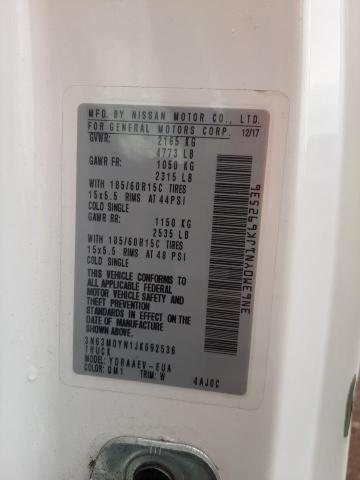 MFD. BY NISSAN MOTOR CO., LTD.
FOR GENERAL MOTORS CORP. 12/17
GVWR: 2165 KG
4773 LB
GAWR FR: 1050 KG
2315 LB
WITH 185/60R15C TIRES
15x5.5 RIMS AT 44PSI
COLD SINGLE
GAWR RR: 1150 KG
2535 LB
WITH 185/60R15C TIRES
15x5.5 RIMS AT 48 PSI
COLD SINGLE
THIS VEHICLE CONFORMS
TO ALL APPLICABLE FEDERAL
MOTOR VEHICLE SAFETY
STANDARDS IN EFFECT ON
THE DATE OF MANUFACTURE
SHOWN ABOVE.
3N63M0YN1JK692536
TRUCK
MODEL: YDRAAEV-EUA
COLOR: QM1 TRIM: W 4AJ0C
3N63M0YN1JK692536